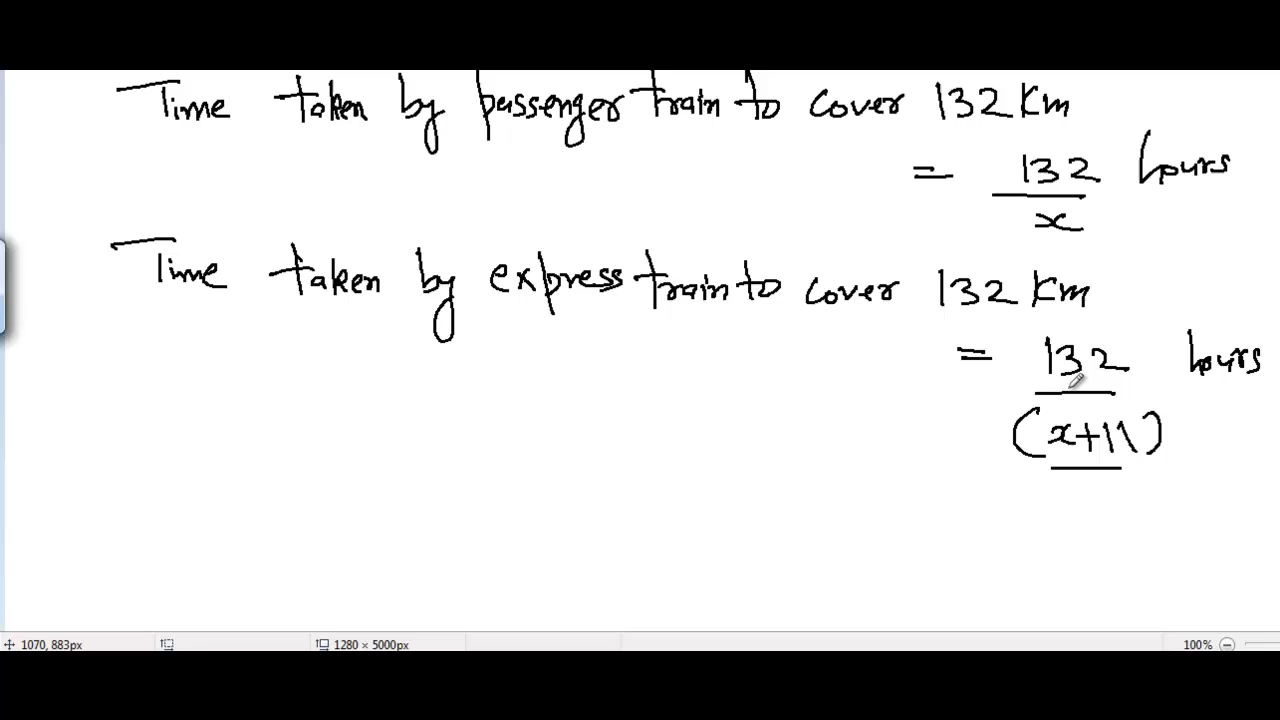 Time taken by passenger train to cover 132 Km
= 132 hours
x
Time taken by express train to cover 132 Km
= 132 hours
(x+11)
1070, 883px
1280 × 5000px
100%